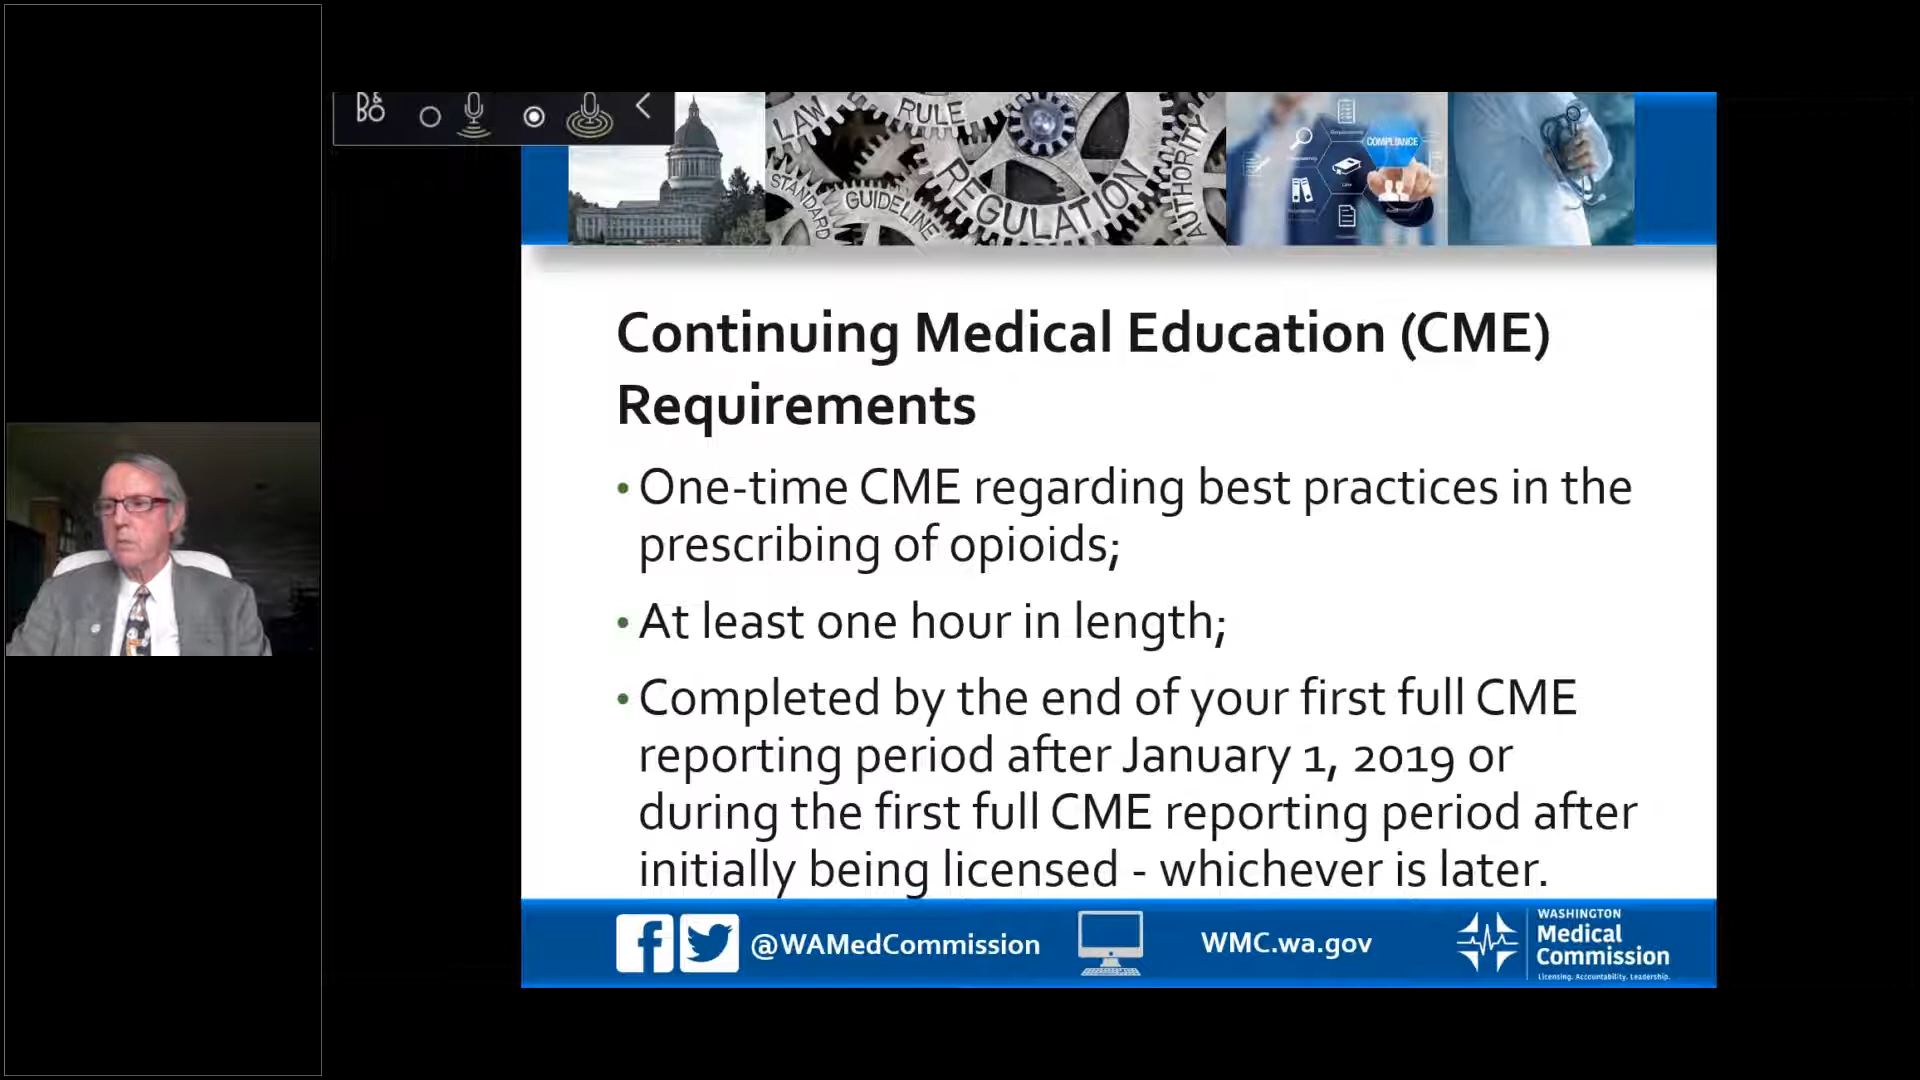 B&O
LAW
RULE
STANDARD
GUIDELINE
REGULATION
AUTHORITY
COMPLIANCE
Continuing Medical Education (CME)
Requirements
• One-time CME regarding best practices in the
prescribing of opioids;
• At least one hour in length;
• Completed by the end of your first full CME
reporting period after January 1, 2019 or
during the first full CME reporting period after
initially being licensed - whichever is later.
@WAMedCommission
WMC.wa.gov
WASHINGTON
Medical
Commission
Licensing. Accountability. Leadership.